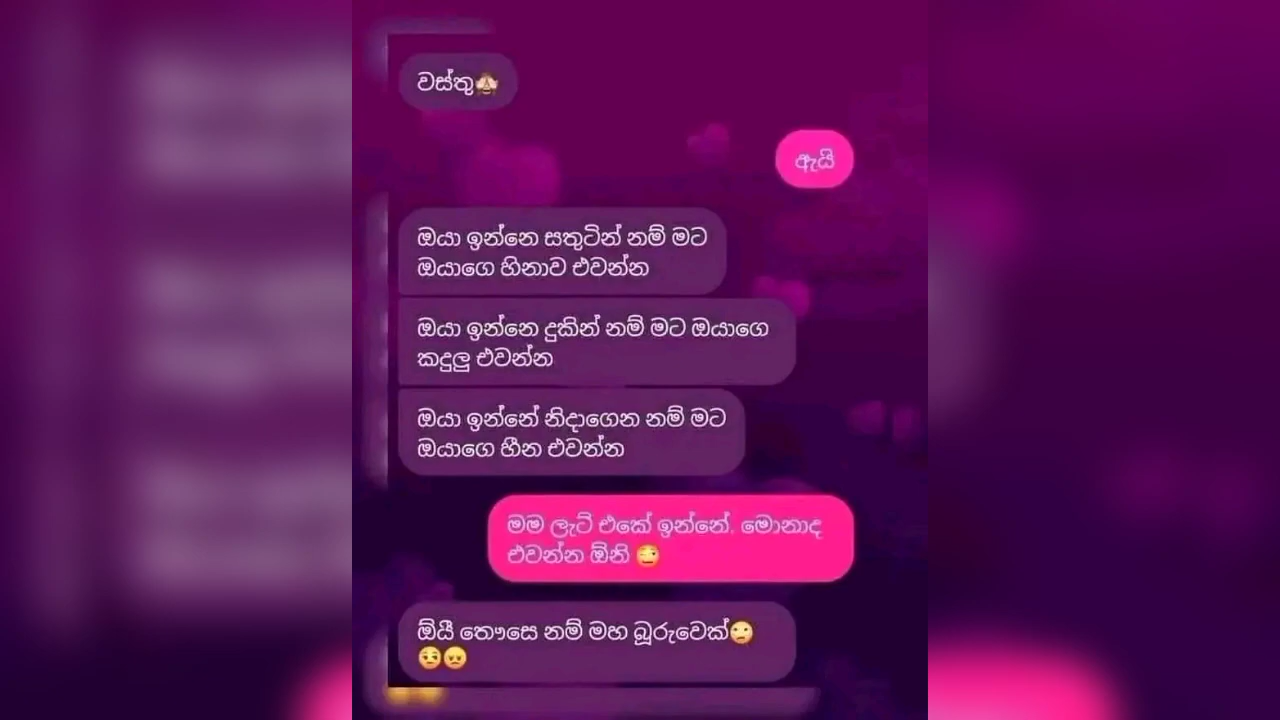 වස්තු🙈
ඇයි
ඔයා ඉන්නෙ සතුටින් නම් මට
ඔයාගෙ හිනාව එවන්න
ඔයා ඉන්නෙ දුකින් නම් මට ඔයාගෙ
කදුලු එවන්න
ඔයා ඉන්නේ නිදාගෙන නම් මට
ඔයාගෙ හීන එවන්න
මම ලැට් එකේ ඉන්නේ. මොනාද
එවන්න ඕනි 😏
ඕයී තෞසෙ නම් මහ බූරුවෙක්🙄
😒😠